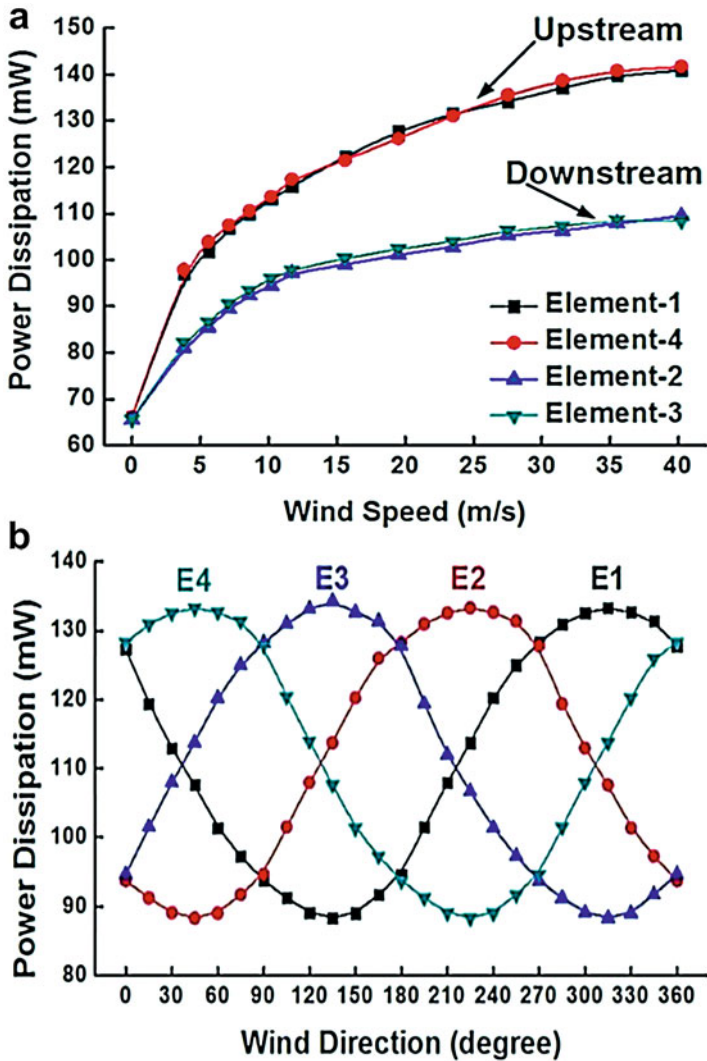 a
Upstream
Downstream
Power Dissipation (mW)
150
140
130
120
110
100
90
80
70
60
Element-1
Element-4
Element-2
Element-3
0 5 10 15 20 25 30 35 40
Wind Speed (m/s)
b
E4 E3 E2 E1
Power Dissipation (mW)
140
130
120
110
100
90
80
0 30 60 90 120 150 180 210 240 270 300 330 360
Wind Direction (degree)